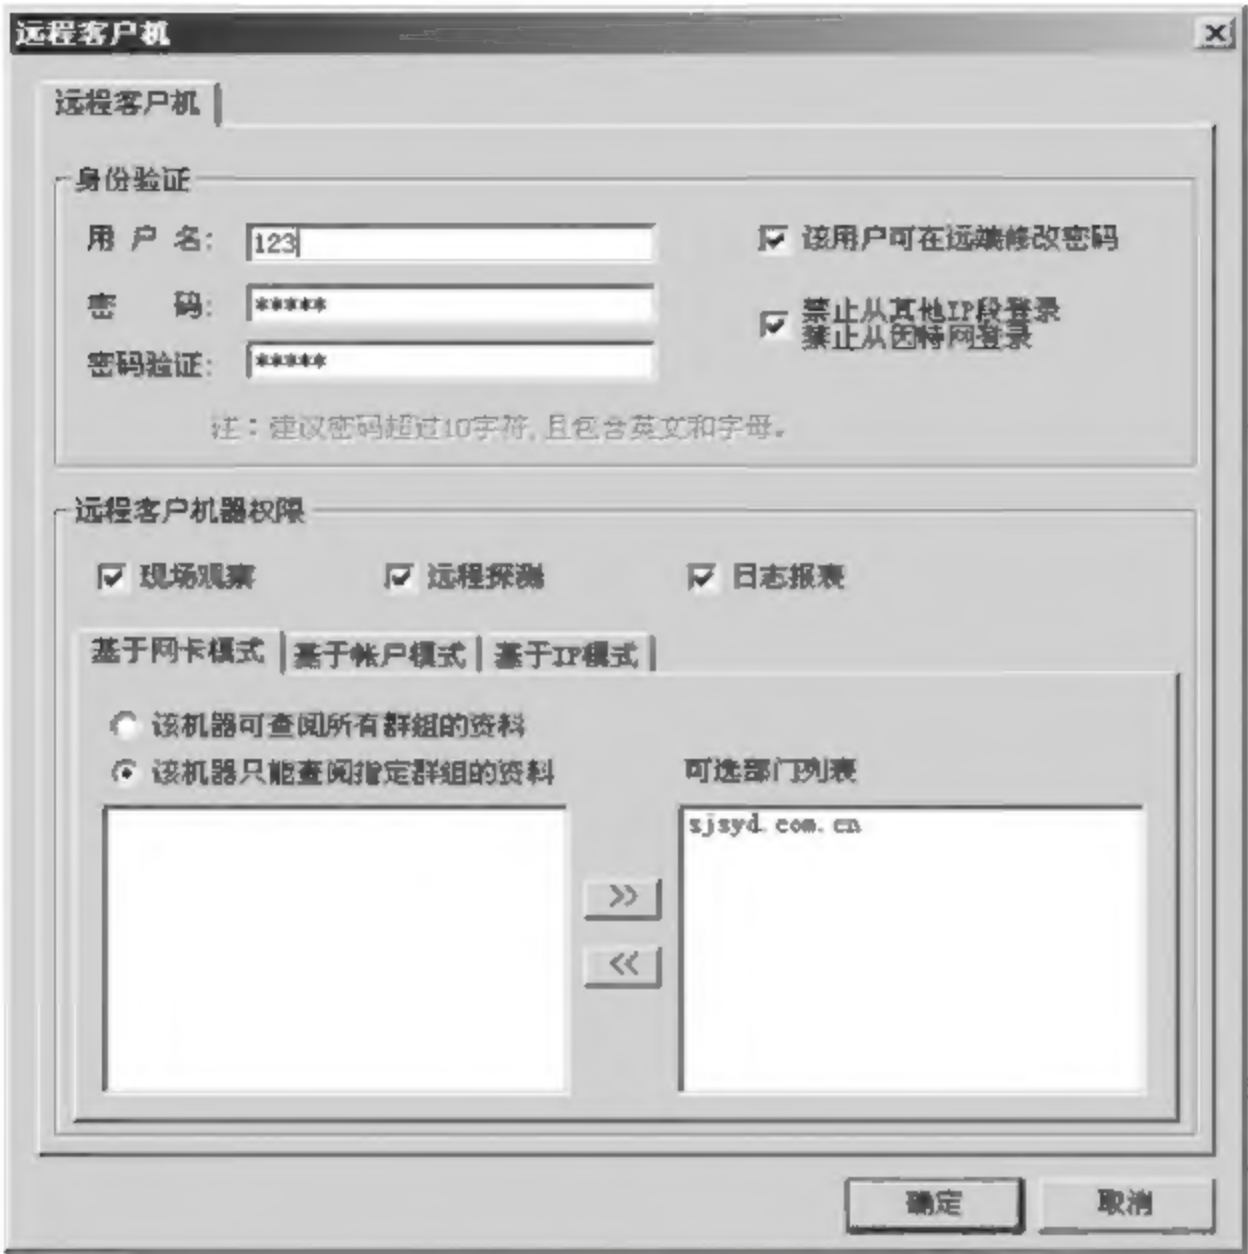 远程客户机
远程客户机
身份验证
用 户 名: 123
该用户可在远端修改密码
密 码: *****
禁止从其他IP段登录
禁止从因特网登录
密码验证: *****
注：建议密码超过10字符,且包含英文和字母。
远程客户机器权限
现场观察 远程探测 日志报表
基于网卡模式 基于帐户模式 基于IP模式
该机器可查阅所有群组的资料
该机器只能查阅指定群组的资料 可选部门列表
sjsyd.com.cn
>>
<<
确定 取消